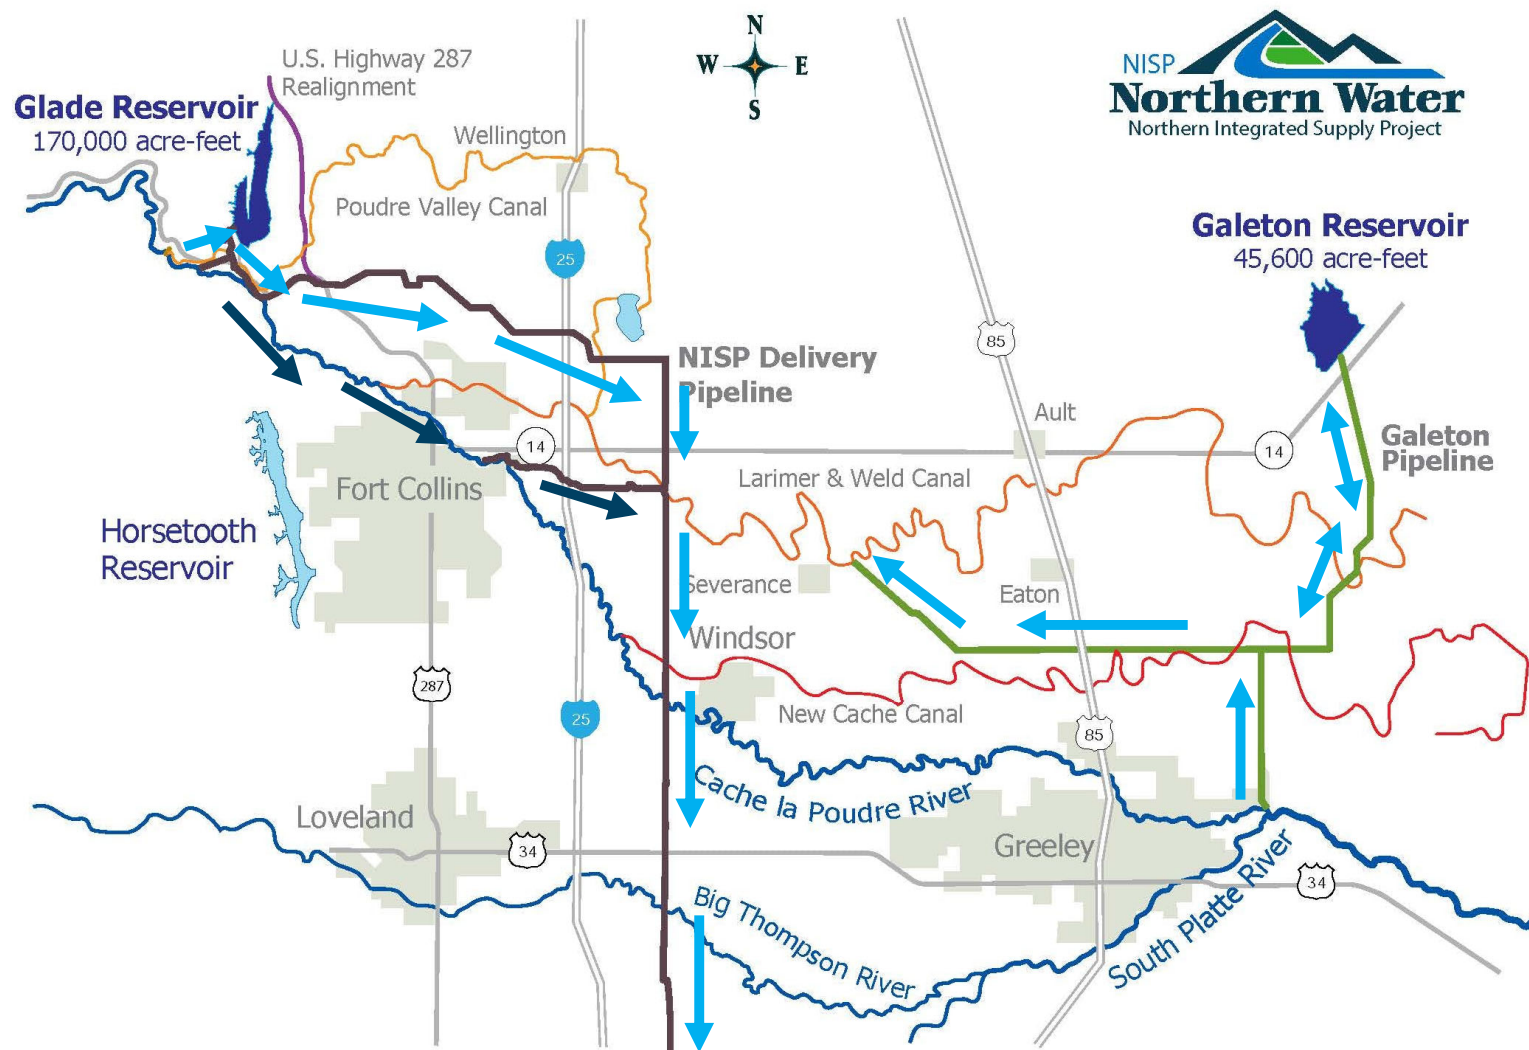 U.S. Highway 287
Realignment
N
W E
S
NISP
Northern Water
Northern Integrated Supply Project
Glade Reservoir
170,000 acre-feet
Wellington
Poudre Valley Canal
25
Galeton Reservoir
45,600 acre-feet
85
NISP Delivery
Pipeline
Ault
14
14
Galeton
Pipeline
Larimer & Weld Canal
Fort Collins
Horsetooth
Reservoir
Severance
Eaton
Windsor
287
25
New Cache Canal
85
Cache la Poudre River
Loveland
34
Greeley
34
Big Thompson River
South Platte River